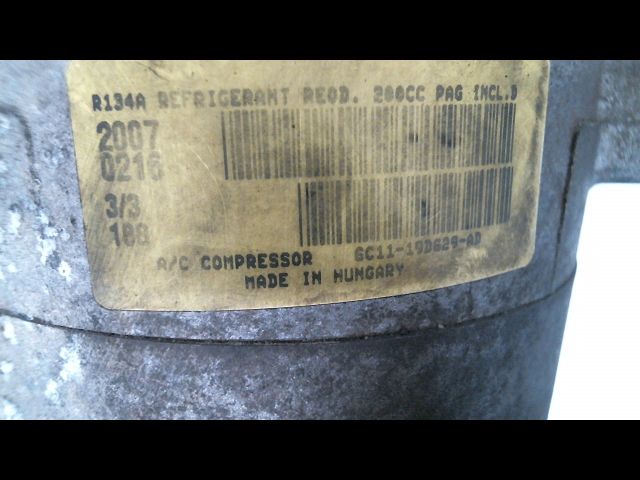 R134A REFRIGERANT REQD. 200CC PAG INCL.D
2007
0216
3/3
188
A/C COMPRESSOR 6C11-19D629-AD
MADE IN HUNGARY